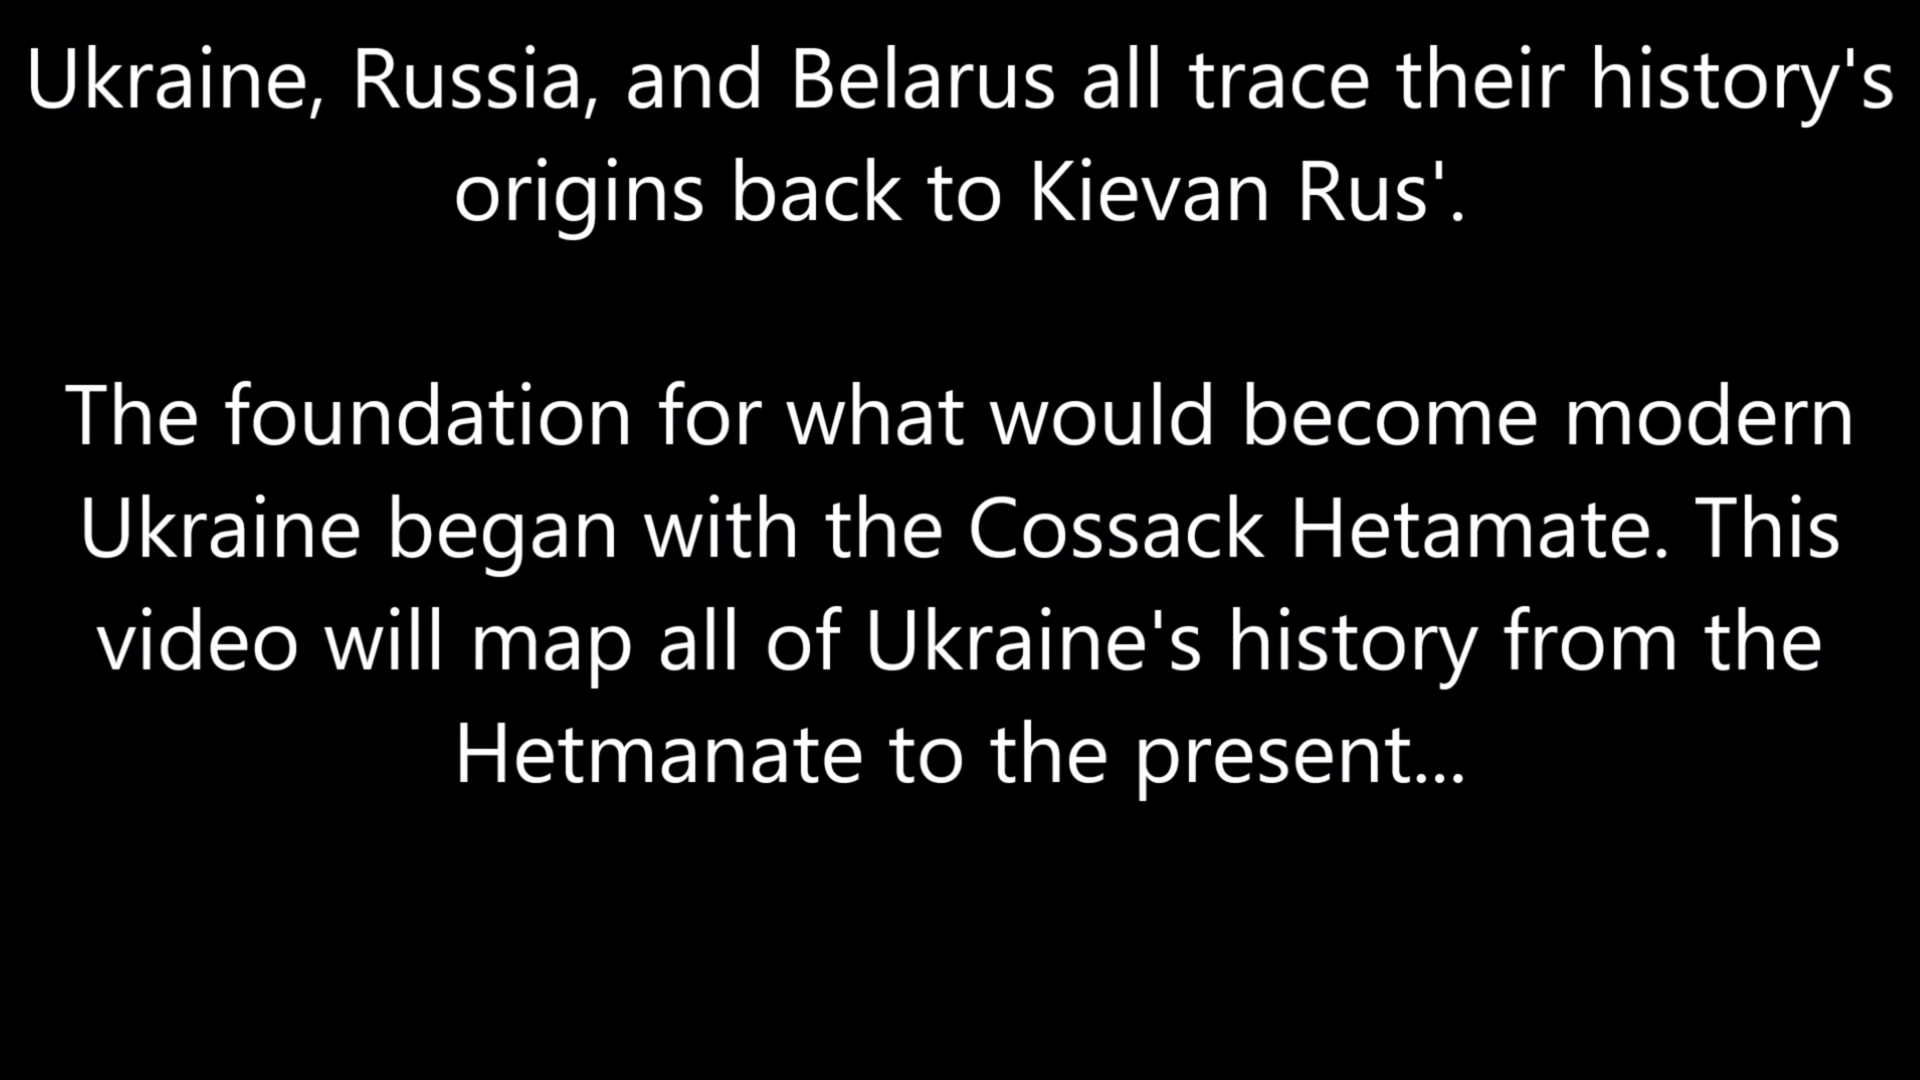 Ukraine, Russia, and Belarus all trace their history's
origins back to Kievan Rus'.
The foundation for what would become modern
Ukraine began with the Cossack Hetamate. This
video will map all of Ukraine's history from the
Hetmanate to the present...